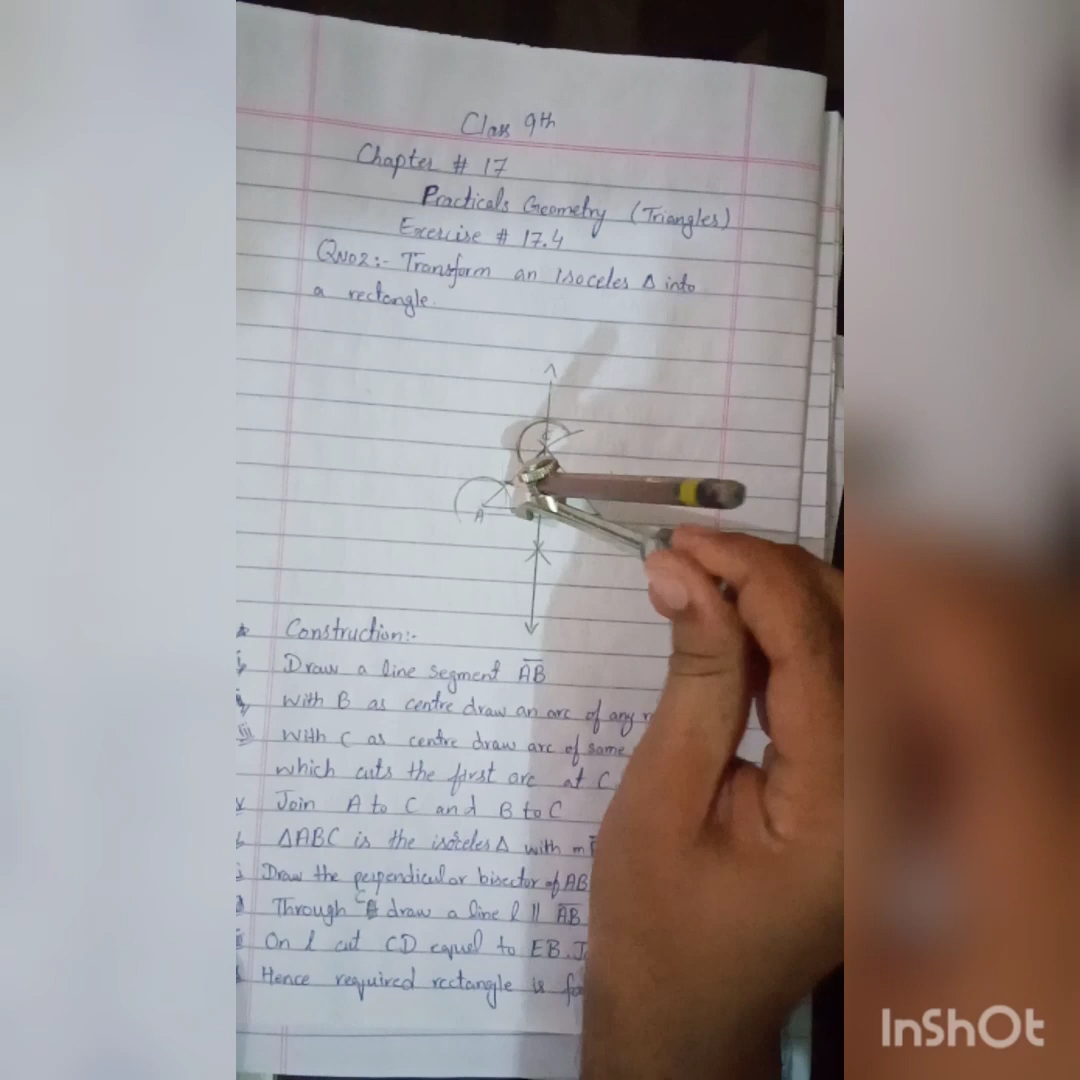 Class 9th
Chapter # 17
Practicals Geometry (Triangles)
Exercise # 17.4
QNo2:- Transform an isoceles Δ into
a rectangle.
C
A
Construction:-
Draw a line segment AB
With B as centre draw an arc of any
With C as centre draw arc of same
which cuts the first arc at C
Join A to C and B to C
ΔABC is the isoceles Δ with m
Draw the perpendicular bisector of AB
Through C draw a line l || AB
On l cut CD equal to EB.
Hence required rectangle is
InShOt